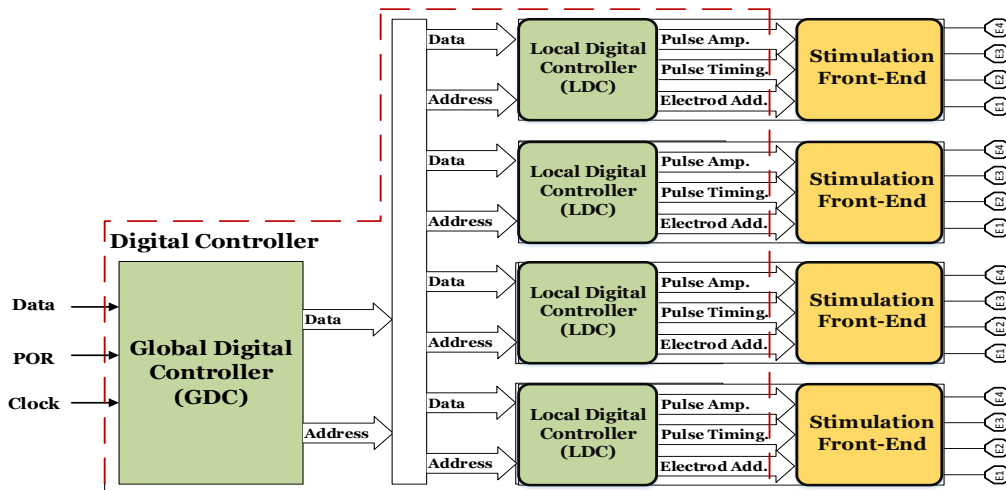 Digital Controller
Data
POR
Clock
Global Digital
Controller
(GDC)
Data
Address
Data
Address
Local Digital
Controller
(LDC)
Pulse Amp.
Pulse Timing.
Electrod Add.
Stimulation
Front-End
E4
E3
E2
E1
Data
Address
Local Digital
Controller
(LDC)
Pulse Amp.
Pulse Timing.
Electrod Add.
Stimulation
Front-End
E4
E3
E2
E1
Data
Address
Local Digital
Controller
(LDC)
Pulse Amp.
Pulse Timing.
Electrod Add.
Stimulation
Front-End
E4
E3
E2
E1
Data
Address
Local Digital
Controller
(LDC)
Pulse Amp.
Pulse Timing.
Electrod Add.
Stimulation
Front-End
E4
E3
E2
E1